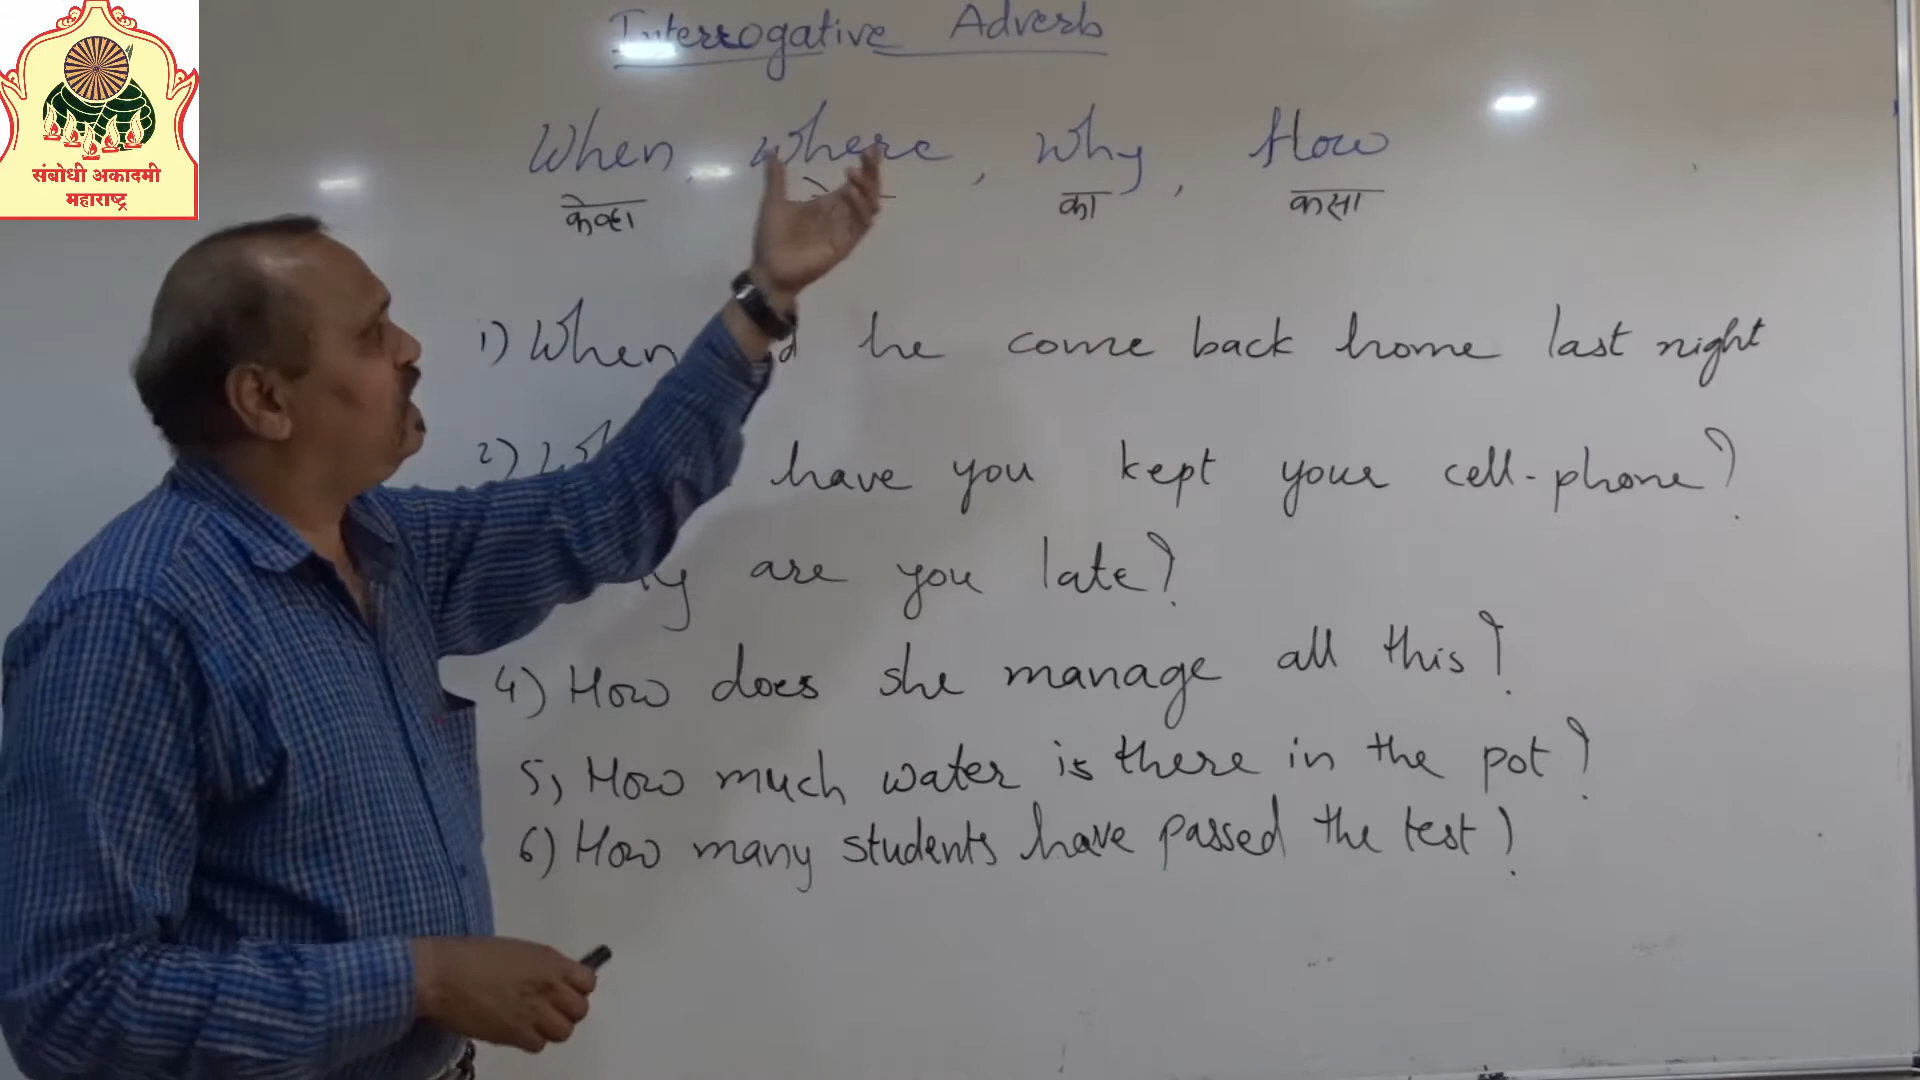 संबोधी अकादमी
महाराष्ट्र
Interrogative Adverb
When, where, why, How
केव्हा का कसा
1) When he come back home last night
2) have you kept your cell-phone?
are you late?
4) How does she manage all this?
5) How much water is there in the pot?
6) How many students have passed the test?